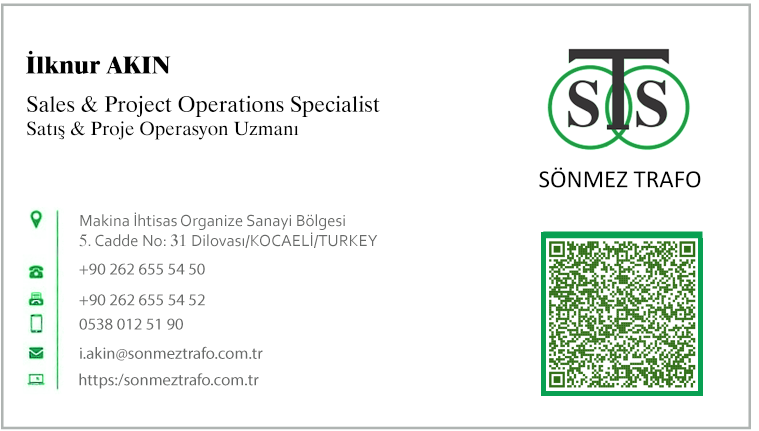 İlknur AKIN
Sales & Project Operations Specialist
Satış & Proje Operasyon Uzmanı
STS
SÖNMEZ TRAFO
Makina İhtisas Organize Sanayi Bölgesi
5. Cadde No: 31 Dilovası/KOCAELİ/TURKEY
+90 262 655 54 50
+90 262 655 54 52
0538 012 51 90
i.akin@sonmeztrafo.com.tr
https:/sonmeztrafo.com.tr